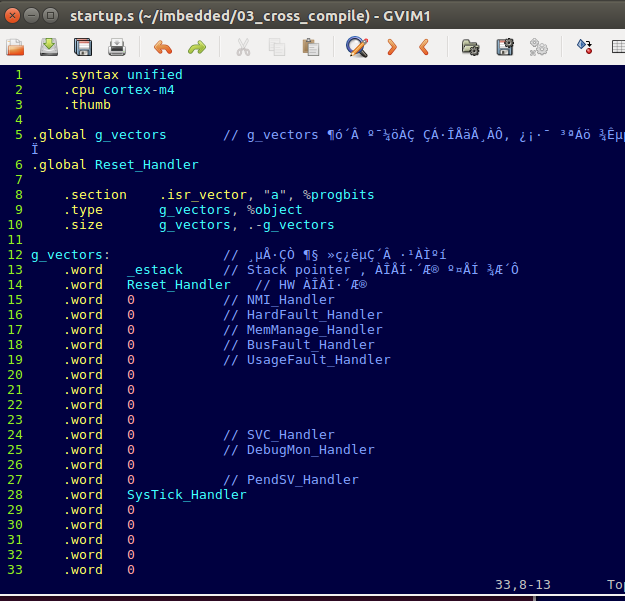 startup.s (~/imbedded/03_cross_compile) - GVIM1
1 .syntax unified
2 .cpu cortex-m4
3 .thumb
4
5 .global g_vectors // g_vectors ¶ó´Â º¯¼öÀÇ ÇÁ·ÎÅäÅ¸ÀÔ, ¿¡·¯ ³ªÁö ¾Êµµ
Ï
6 .global Reset_Handler
7
8 .section .isr_vector, "a", %progbits
9 .type g_vectors, %object
10 .size g_vectors, .-g_vectors
11
12 g_vectors: // ¸µÅ·ÇÒ ¶§ »ç¿ëµÇ´Â ·¹ÀÌºí
13 .word _estack // Stack pointer , ÀÎÅÍ·´Æ® º¤ÅÍ ¾Æ´Ô
14 .word Reset_Handler // HW ÀÎÅÍ·´Æ®
15 .word 0 // NMI_Handler
16 .word 0 // HardFault_Handler
17 .word 0 // MemManage_Handler
18 .word 0 // BusFault_Handler
19 .word 0 // UsageFault_Handler
20 .word 0
21 .word 0
22 .word 0
23 .word 0
24 .word 0 // SVC_Handler
25 .word 0 // DebugMon_Handler
26 .word 0
27 .word 0 // PendSV_Handler
28 .word SysTick_Handler
29 .word 0
30 .word 0
31 .word 0
32 .word 0
33 .word 0
33,8-13 To